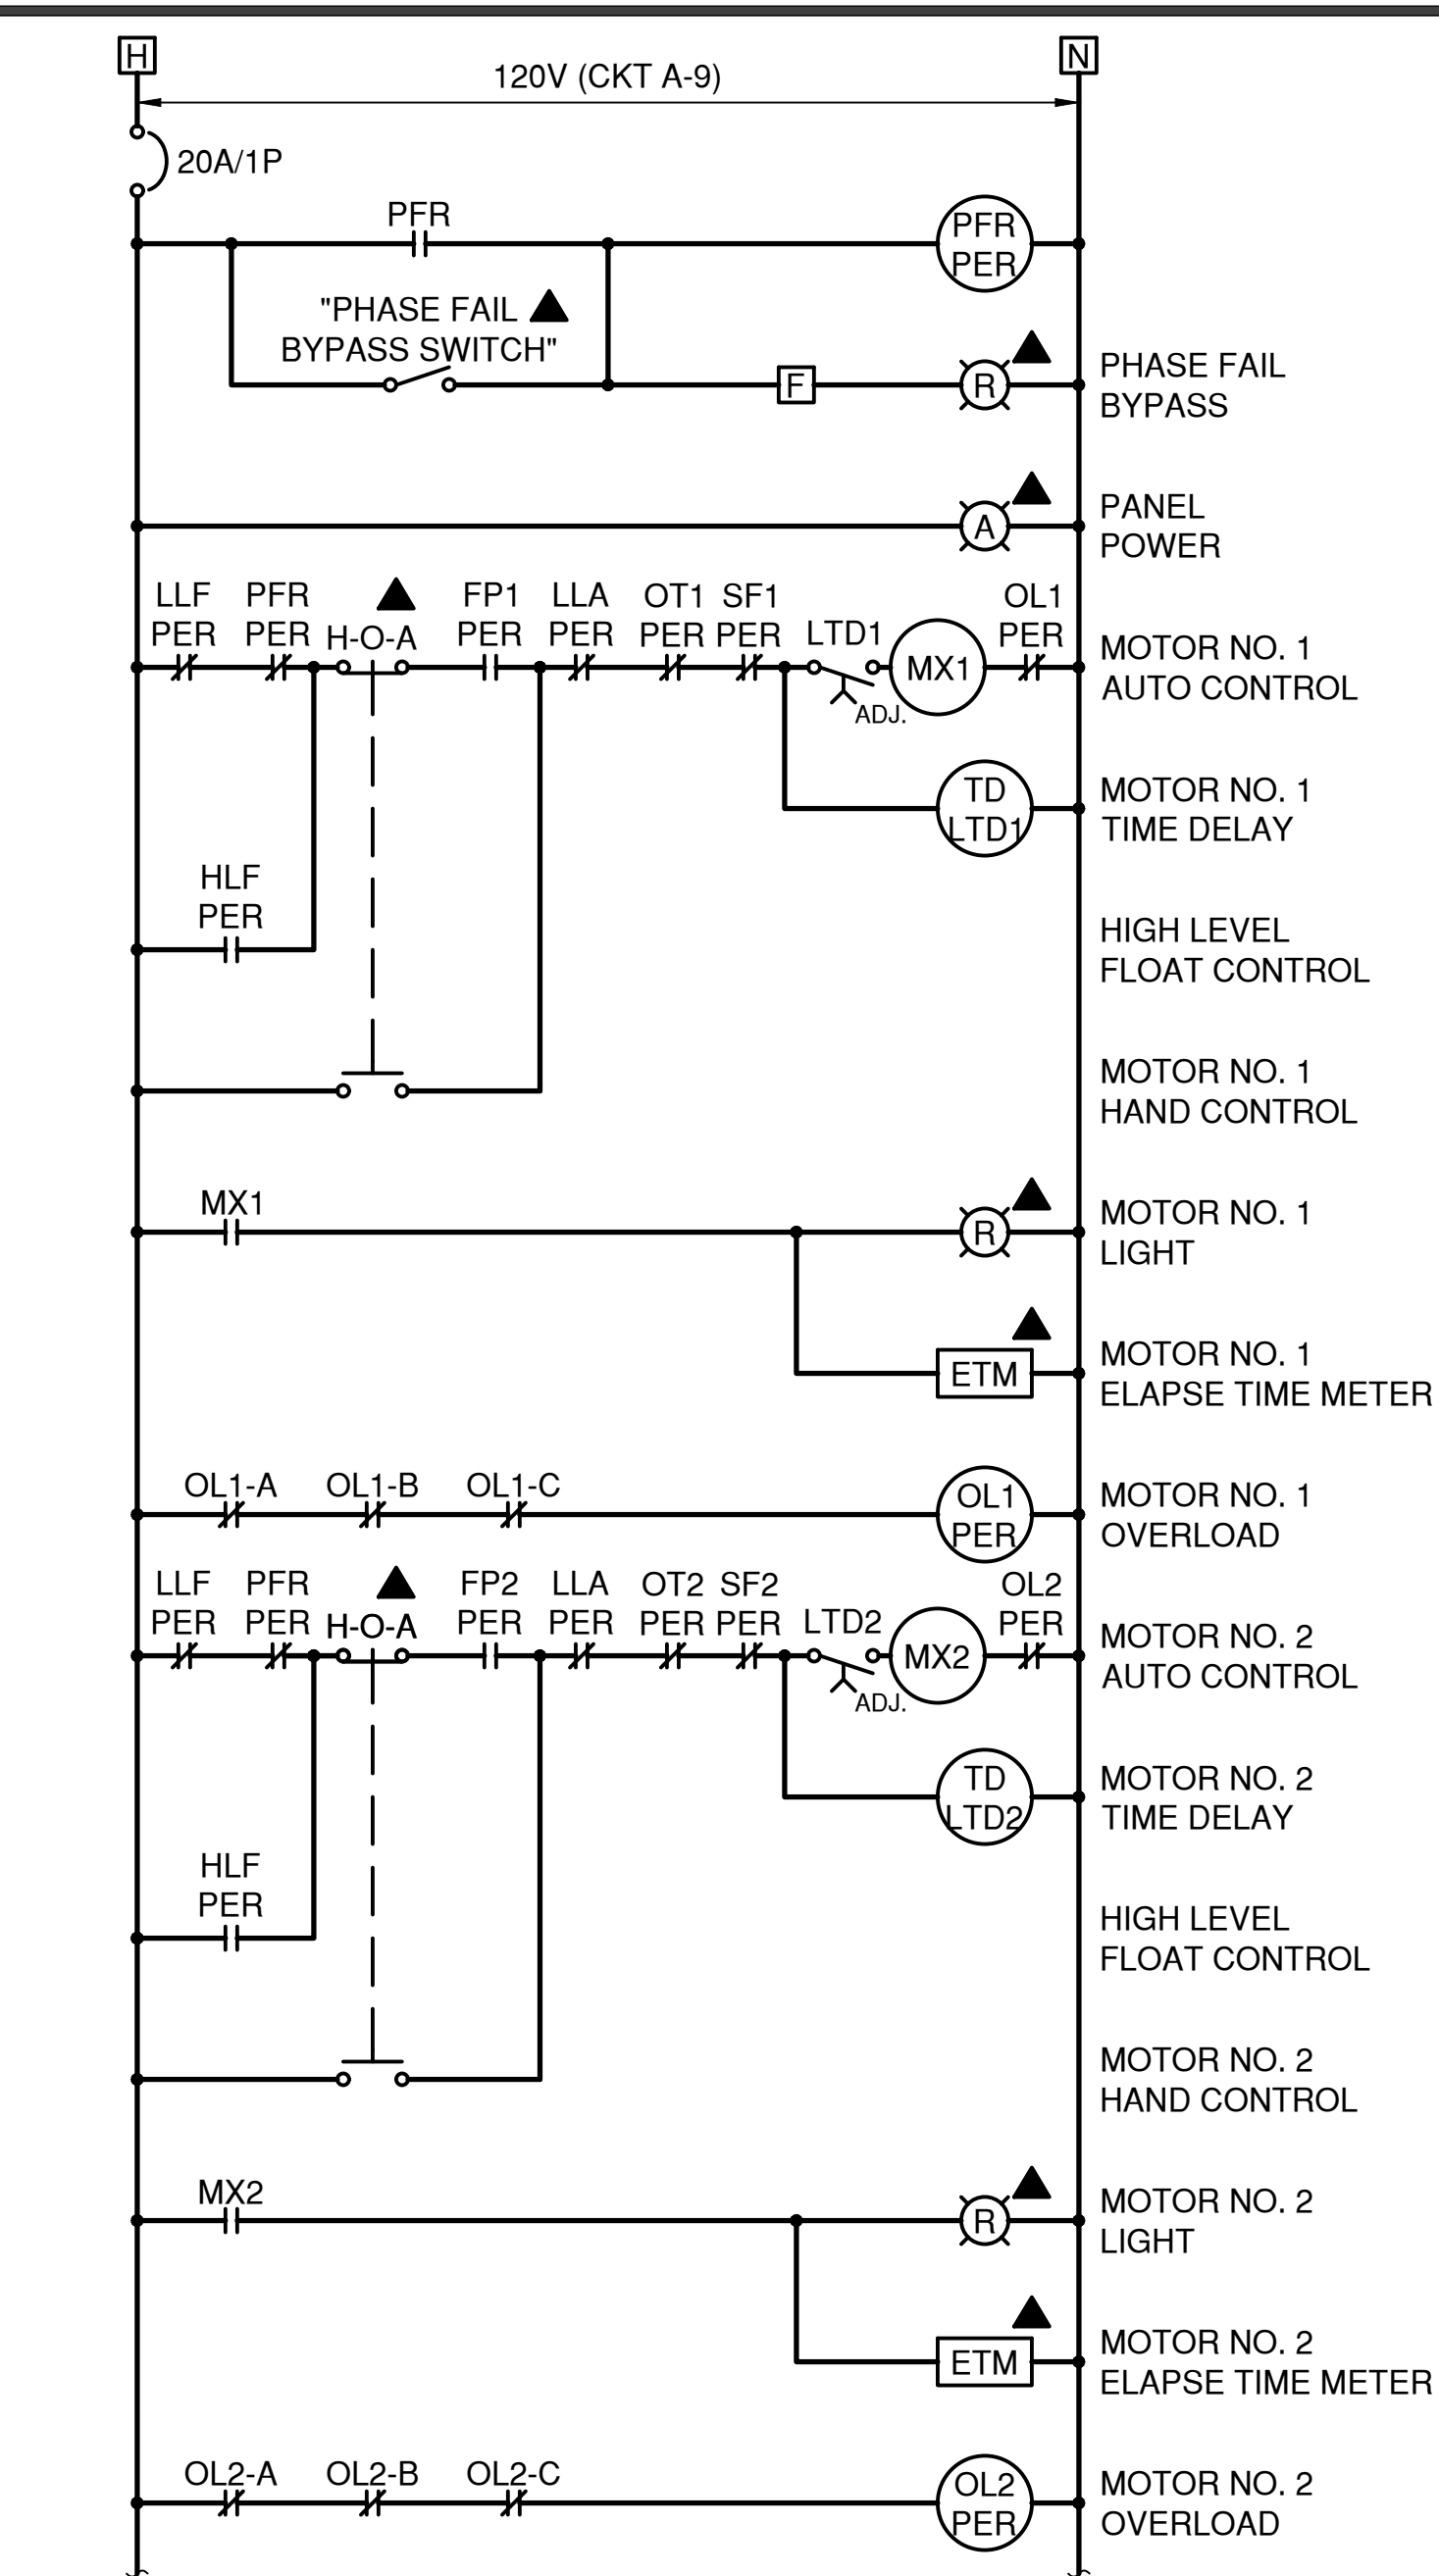 H
N
120V (CKT A-9)
20A/1P
PFR
PFR
PER
"PHASE FAIL
BYPASS SWITCH"
F
R
PHASE FAIL
BYPASS
A
PANEL
POWER
LLF
PER
PFR
PER
H-O-A
FP1
PER
LLA
PER
OT1
PER
SF1
PER
LTD1
ADJ.
MX1
OL1
PER
MOTOR NO. 1
AUTO CONTROL
TD
LTD1
MOTOR NO. 1
TIME DELAY
HLF
PER
HIGH LEVEL
FLOAT CONTROL
MOTOR NO. 1
HAND CONTROL
MX1
R
MOTOR NO. 1
LIGHT
ETM
MOTOR NO. 1
ELAPSE TIME METER
OL1-A
OL1-B
OL1-C
OL1
PER
MOTOR NO. 1
OVERLOAD
LLF
PER
PFR
PER
H-O-A
FP2
PER
LLA
PER
OT2
PER
SF2
PER
LTD2
ADJ.
MX2
OL2
PER
MOTOR NO. 2
AUTO CONTROL
TD
LTD2
MOTOR NO. 2
TIME DELAY
HLF
PER
HIGH LEVEL
FLOAT CONTROL
MOTOR NO. 2
HAND CONTROL
MX2
R
MOTOR NO. 2
LIGHT
ETM
MOTOR NO. 2
ELAPSE TIME METER
OL2-A
OL2-B
OL2-C
OL2
PER
MOTOR NO. 2
OVERLOAD